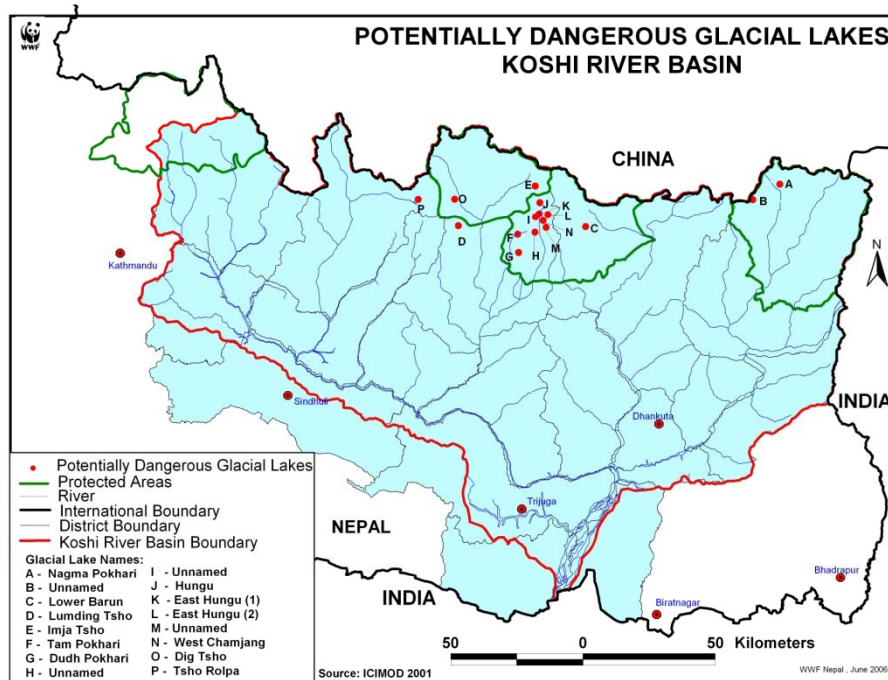 WWF
POTENTIALLY DANGEROUS GLACIAL LAKES
KOSHI RIVER BASIN
CHINA
A
B
E
J
K
L
I
O
P
D
F
N
C
M
G
H
N
Kathmandu
INDIA
Sindhuli
Dhankuta
Trijuga
NEPAL
INDIA
Biratnagar
Bhadrapur
Potentially Dangerous Glacial Lakes
Protected Areas
River
International Boundary
District Boundary
Koshi River Basin Boundary
Glacial Lake Names:
A - Nagma Pokhari
B - Unnamed
C - Lower Barun
D - Lumding Tsho
E - Imja Tsho
F - Tam Pokhari
G - Dudh Pokhari
H - Unnamed
I - Unnamed
J - Hungu
K - East Hungu (1)
L - East Hungu (2)
M - Unnamed
N - West Chamjang
O - Dig Tsho
P - Tsho Rolpa
Source: ICIMOD 2001
50 0 50 Kilometers
WWF Nepal , June 2006